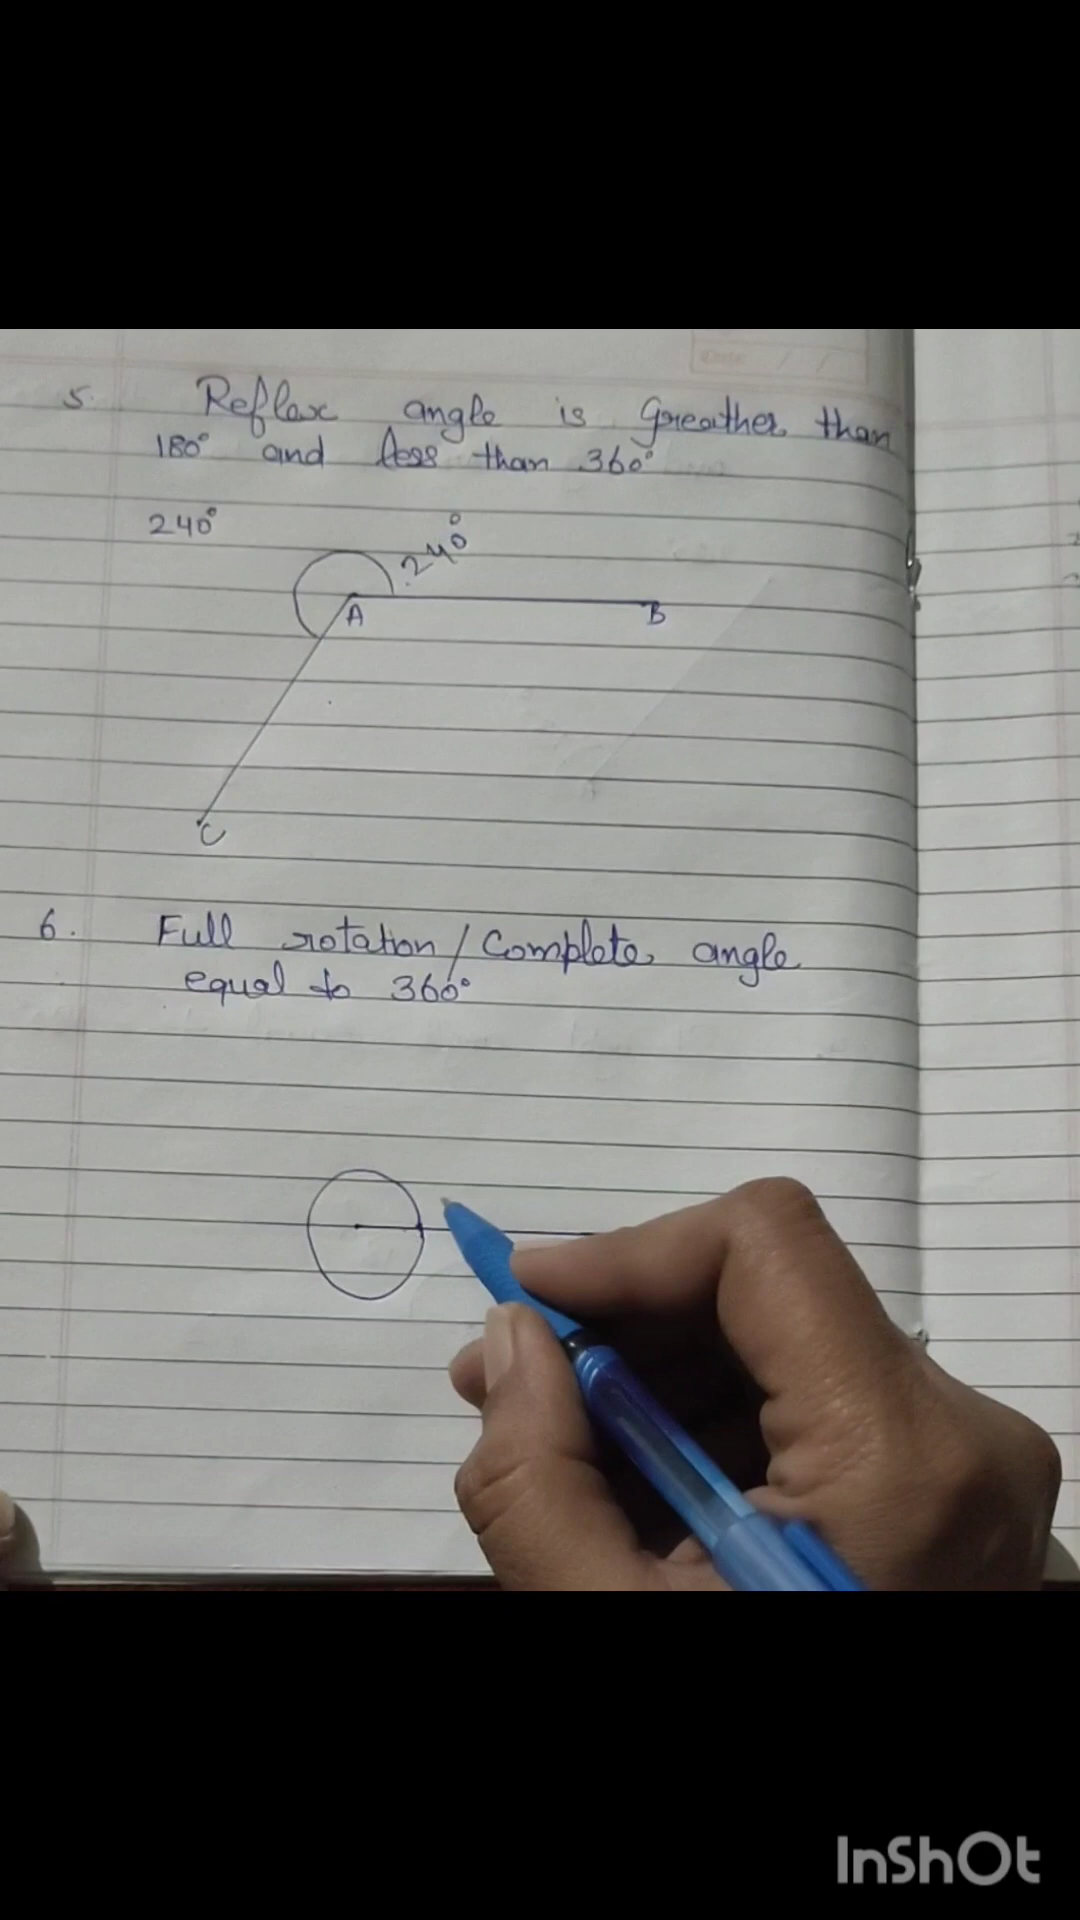 Date / /
5. Reflex angle is Greather than
180° and less than 360°
240°
240°
A
B
C
6. Full rotation / Complete angle
equal to 360°
InShOt